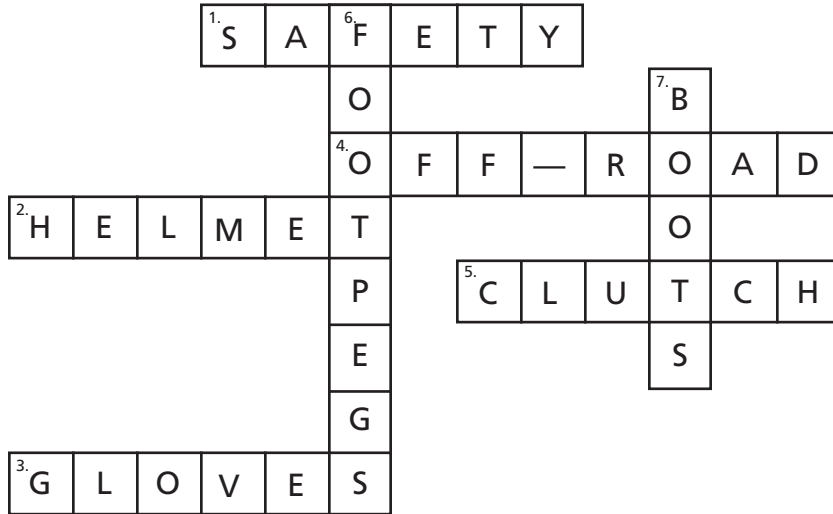 1. S A 6. F E T Y
O 7. B
4. O F F — R O A D
2. H E L M E T O
P 5. C L U T C H
E S
G
3. G L O V E S